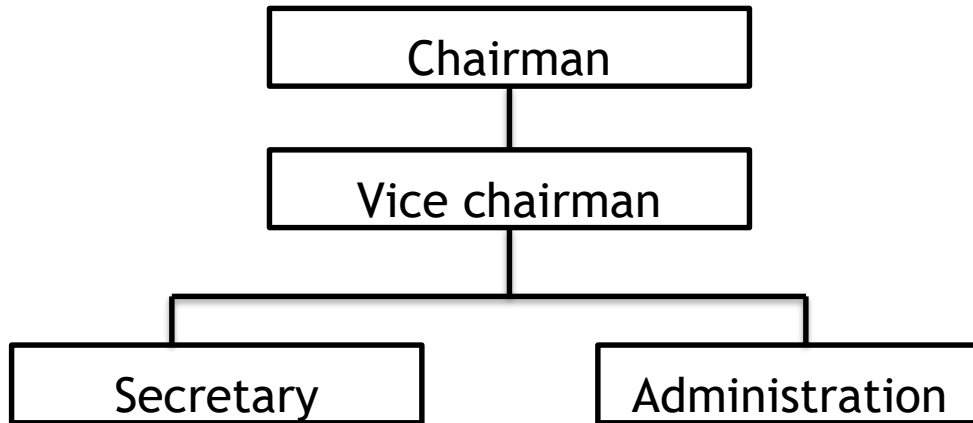 Chairman
Vice chairman
Secretary
Administration